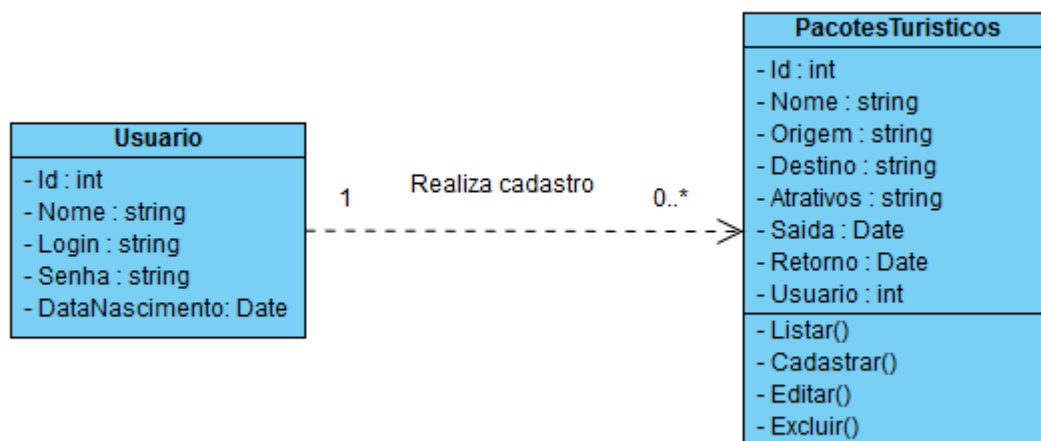 Usuario
- Id : int
- Nome : string
- Login : string
- Senha : string
- DataNascimento: Date
1
Realiza cadastro
0..*
PacotesTuristicos
- Id : int
- Nome : string
- Origem : string
- Destino : string
- Atrativos : string
- Saida : Date
- Retorno : Date
- Usuario : int
- Listar()
- Cadastrar()
- Editar()
- Excluir()